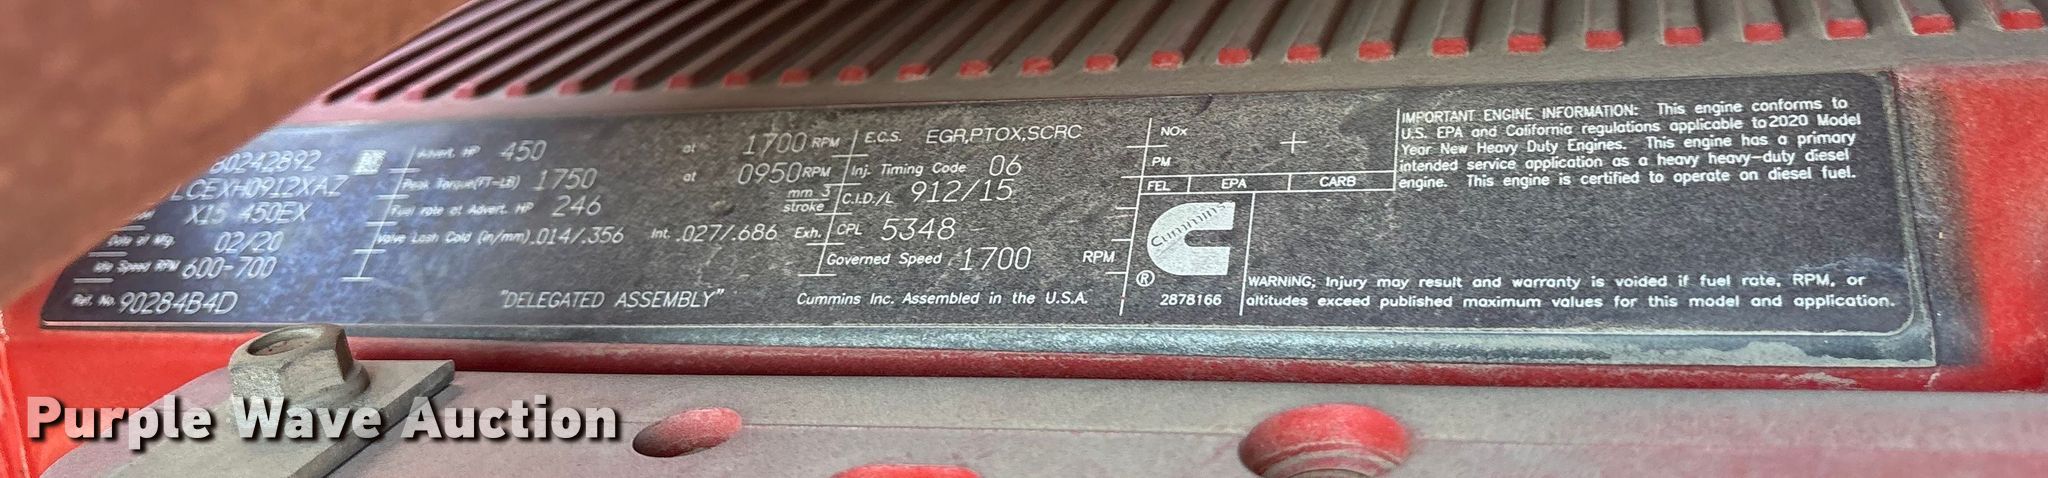 80242892
LCEXH0912XAZ
X15 450EX
Date of Mfg. 02/20
Idle Speed RPM 600-700
Ref. No. 90284B4D
Advert. HP 450 at 1700 RPM
Peak Torque(FT-LB) 1750 at 0950 RPM
Fuel rate at Advert. HP 246 mm 3 stroke
Valve Lash Cold (in/mm) .014/.356 Int. .027/.686 Exh.
"DELEGATED ASSEMBLY"
E.C.S. EGR,PTOX,SCRC
Inj. Timing Code 06
C.I.D./L 912/15
CPL 5348
Governed Speed 1700 RPM
Cummins Inc. Assembled in the U.S.A.
NOx
PM
FEL EPA CARB
Cummins
®
2878166
IMPORTANT ENGINE INFORMATION: This engine conforms to
U.S. EPA and California regulations applicable to 2020 Model
Year New Heavy Duty Engines. This engine has a primary
intended service application as a heavy heavy-duty diesel
engine. This engine is certified to operate on diesel fuel.
WARNING; Injury may result and warranty is voided if fuel rate, RPM, or
altitudes exceed published maximum values for this model and application.
Purple Wave Auction